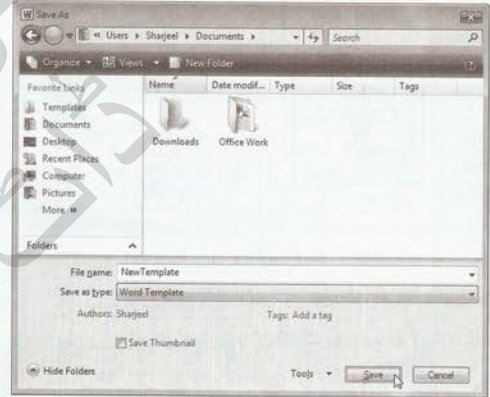 Save As
« Users ▸ Sharjeel ▸ Documents ▸ Search
Organize Views New Folder
Favorite Links
Templates
Documents
Desktop
Recent Places
Computer
Pictures
More »
Folders
Name Date modif... Type Size Tags
Downloads Office Work
File name: NewTemplate
Save as type: Word Template
Authors: Sharjeel Tags: Add a tag
Save Thumbnail
Hide Folders Tools Save Cancel